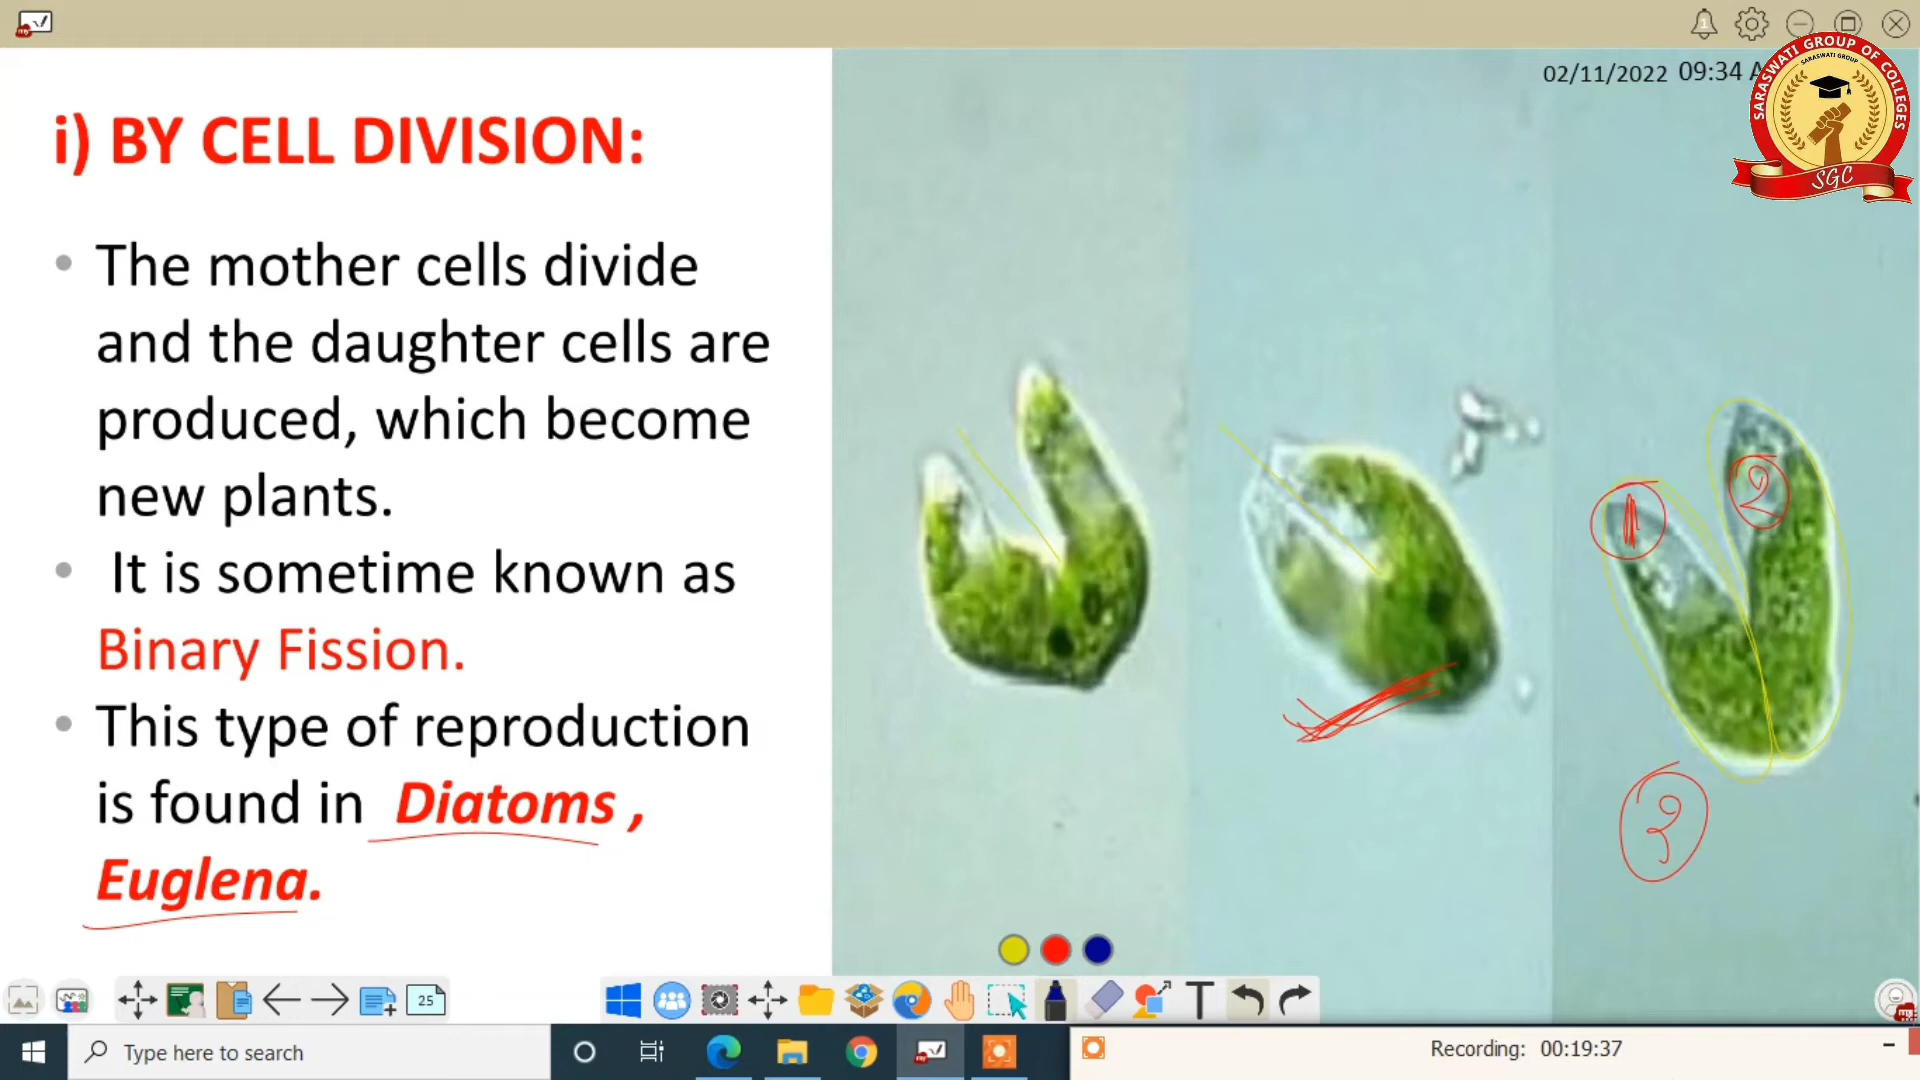 02/11/2022 09:34 A
SARASWATI GROUP OF COLLEGES
SARASWATI GROUP
SGC
i) BY CELL DIVISION:
• The mother cells divide
and the daughter cells are
produced, which become
new plants.
• It is sometime known as
Binary Fission.
• This type of reproduction
is found in Diatoms ,
Euglena.
1
25
T
Type here to search
Recording: 00:19:37